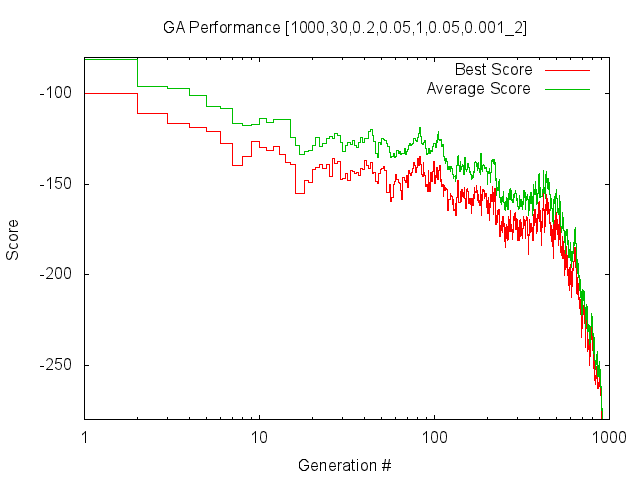 GA Performance [1000,30,0.2,0.05,1,0.05,0.001_2]
Best Score
Average Score
-100
-150
-200
-250
Score
1 10 100 1000
Generation #